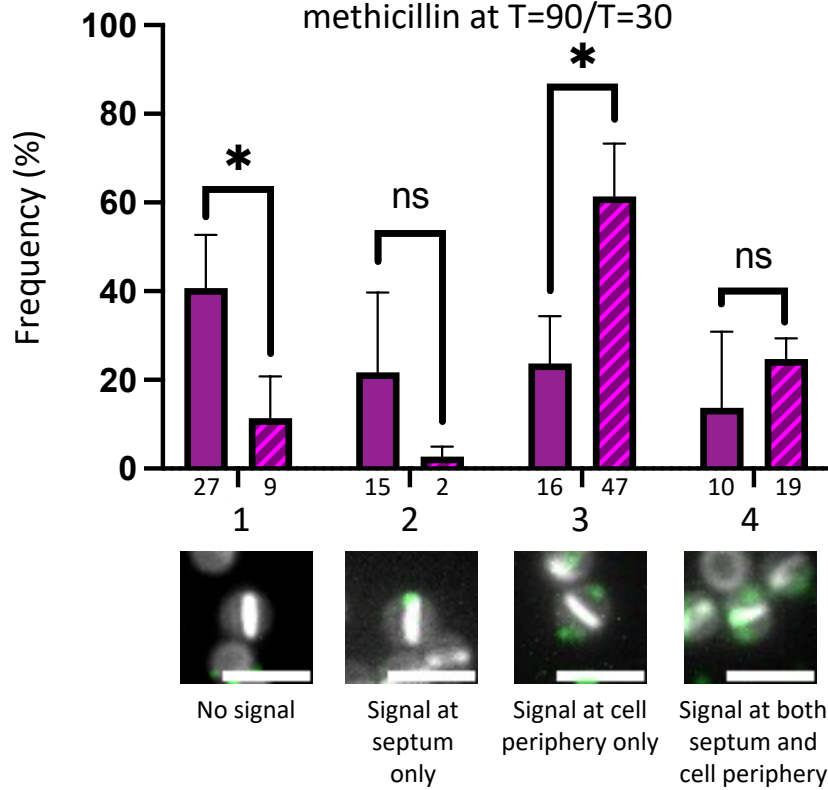 methicillin at T=90/T=30
Frequency (%)
100
80
60
40
20
0
* ns * ns
27 9 15 2 16 47 10 19
1 2 3 4
No signal
Signal at
septum
only
Signal at cell
periphery only
Signal at both
septum and
cell periphery